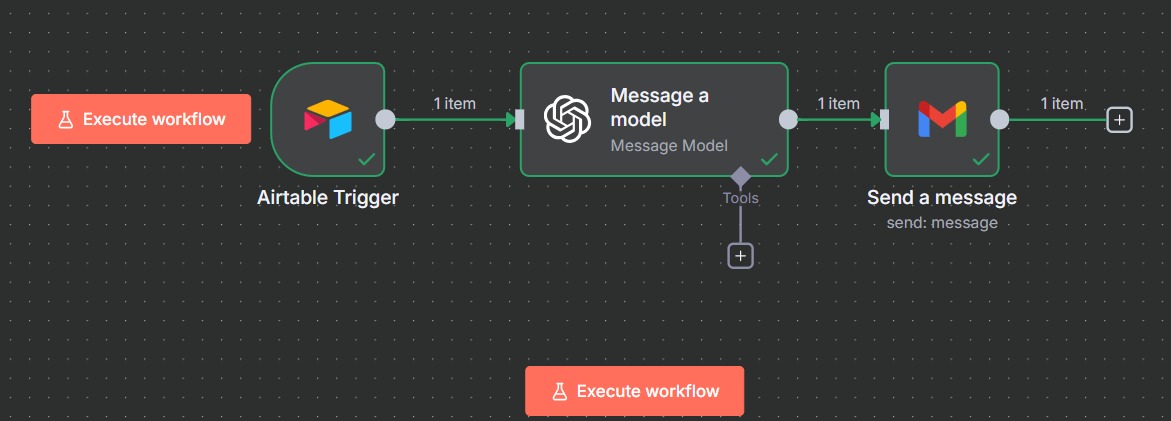 Execute workflow
Airtable Trigger
1 item
Message a
model
Message Model
Tools
1 item
Send a message
send: message
1 item
Execute workflow